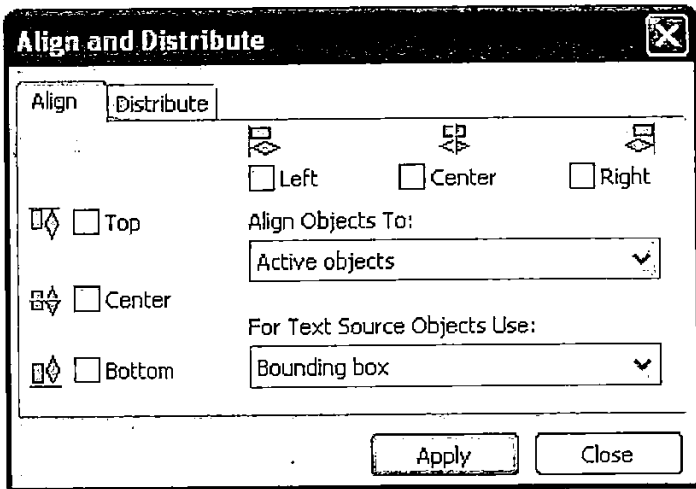 Align and Distribute
Align Distribute
Left Center Right
Top
Align Objects To:
Active objects
Center
For Text Source Objects Use:
Bottom
Bounding box
Apply Close